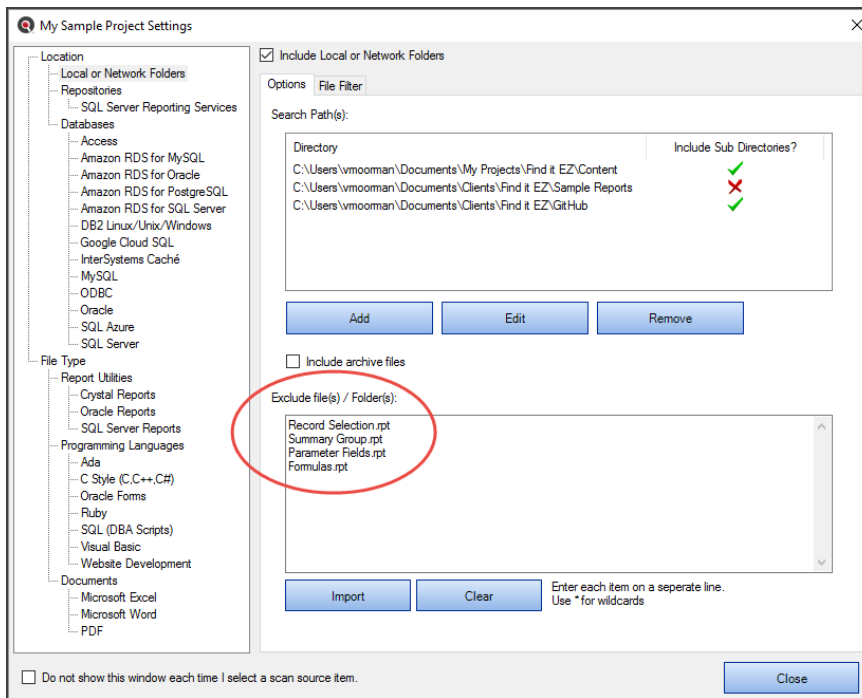 My Sample Project Settings
Location
Local or Network Folders
Repositories
SQL Server Reporting Services
Databases
Access
Amazon RDS for MySQL
Amazon RDS for Oracle
Amazon RDS for PostgreSQL
Amazon RDS for SQL Server
DB2 Linux/Unix/Windows
Google Cloud SQL
InterSystems Caché
MySQL
ODBC
Oracle
SQL Azure
SQL Server
File Type
Report Utilities
Crystal Reports
Oracle Reports
SQL Server Reports
Programming Languages
Ada
C Style (C,C++,C#)
Oracle Forms
Ruby
SQL (DBA Scripts)
Visual Basic
Website Development
Documents
Microsoft Excel
Microsoft Word
PDF
Include Local or Network Folders
Options File Filter
Search Path(s):
Directory Include Sub Directories?
C:\Users\vmoorman\Documents\My Projects\Find it EZ\Content
C:\Users\vmoorman\Documents\Clients\Find it EZ\Sample Reports
C:\Users\vmoorman\Documents\Clients\Find it EZ\GitHub
Add Edit Remove
Include archive files
Exclude file(s) / Folder(s):
Record Selection.rpt
Summary Group.rpt
Parameter Fields.rpt
Formulas.rpt
Import Clear
Enter each item on a seperate line.
Use * for wildcards
Do not show this window each time I select a scan source item.
Close